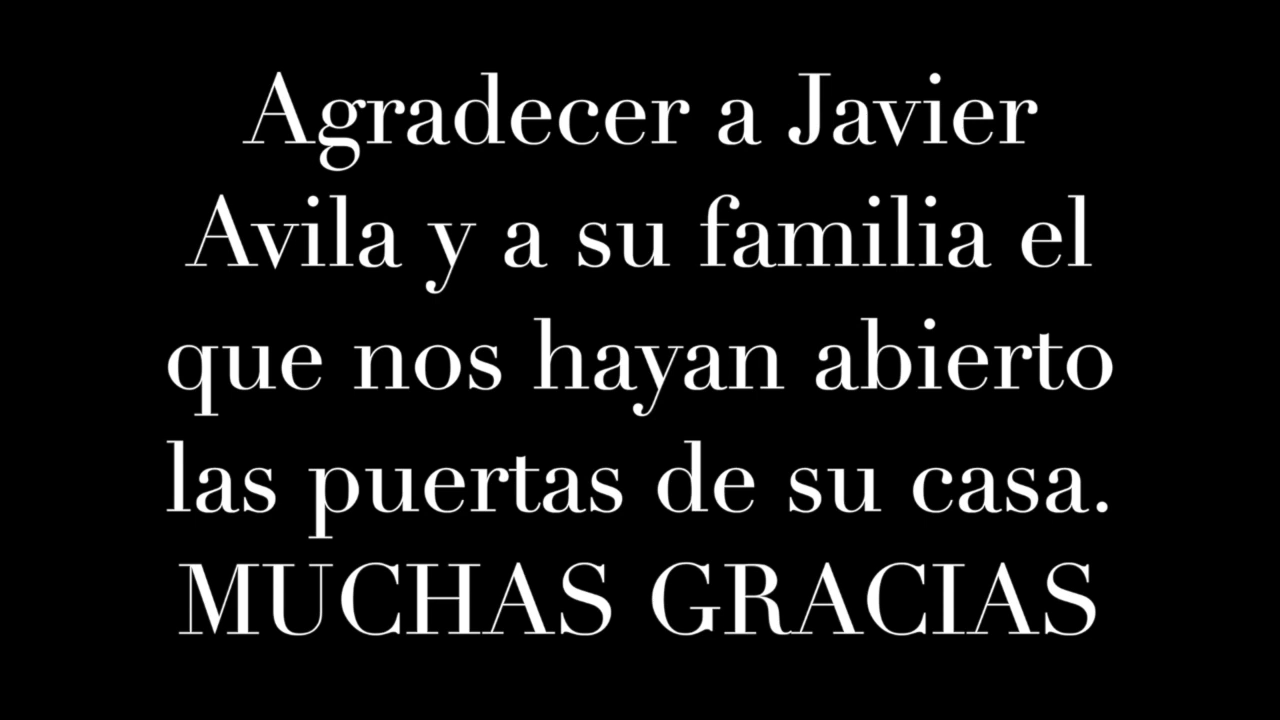 Agradecer a Javier
Avila y a su familia el
que nos hayan abierto
las puertas de su casa.
MUCHAS GRACIAS